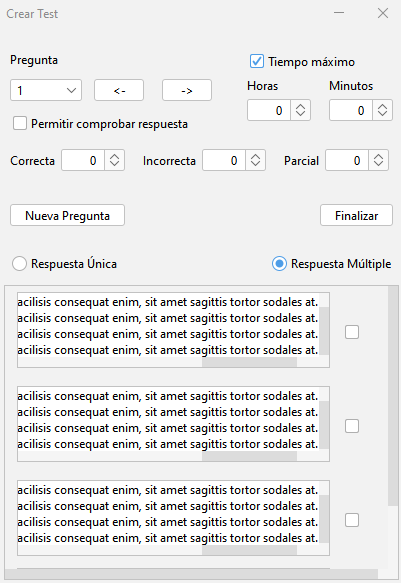 Crear Test
Pregunta
Tiempo máximo
1
<-
->
Horas
Minutos
0
0
Permitir comprobar respuesta
Correcta
0
Incorrecta
0
Parcial
0
Nueva Pregunta
Finalizar
Respuesta Única
Respuesta Múltiple
acilisis consequat enim, sit amet sagittis tortor sodales at.
acilisis consequat enim, sit amet sagittis tortor sodales at.
acilisis consequat enim, sit amet sagittis tortor sodales at.
acilisis consequat enim, sit amet sagittis tortor sodales at.
acilisis consequat enim, sit amet sagittis tortor sodales at.
acilisis consequat enim, sit amet sagittis tortor sodales at.
acilisis consequat enim, sit amet sagittis tortor sodales at.
acilisis consequat enim, sit amet sagittis tortor sodales at.
acilisis consequat enim, sit amet sagittis tortor sodales at.
acilisis consequat enim, sit amet sagittis tortor sodales at.
acilisis consequat enim, sit amet sagittis tortor sodales at.
acilisis consequat enim, sit amet sagittis tortor sodales at.